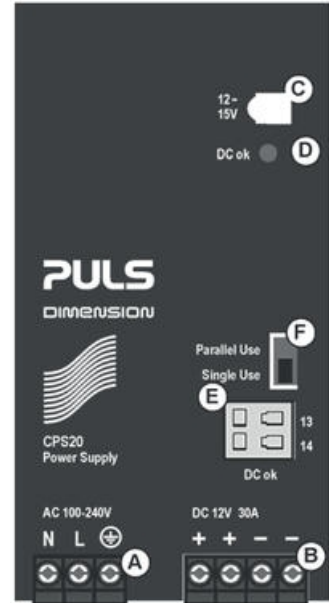 C
12-
15V
DC ok
D
PULS
DIMENSION
F
Parallel Use
Single Use
E
13
14
CPS20
Power Supply
DC ok
AC 100-240V
DC 12V 30A
N L
+ + - -
A
B